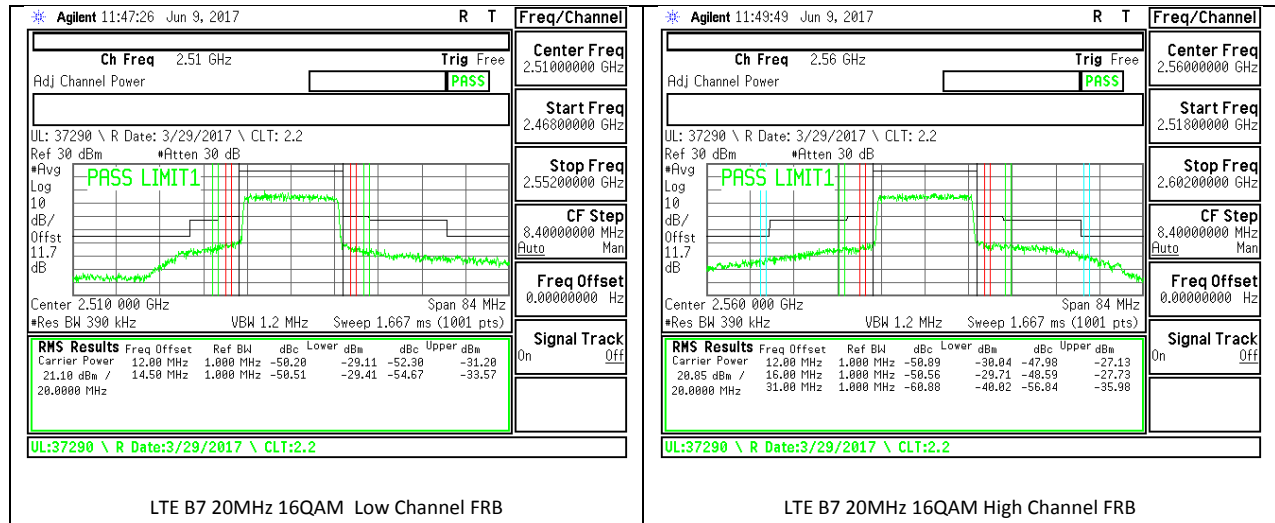 Agilent 11:47:26 Jun 9, 2017 R T
Freq/Channel
Ch Freq 2.51 GHz Trig Free
Adj Channel Power PASS
UL: 37290 \ R Date: 3/29/2017 \ CLT: 2.2
Ref 30 dBm #Atten 30 dB
#Avg
Log
10
dB/
Offst
11.7
dB
PASS LIMIT1
Center 2.510 000 GHz Span 84 MHz
#Res BW 390 kHz VBW 1.2 MHz Sweep 1.667 ms (1001 pts)
RMS Results Freq Offset Ref BW dBc Lower dBm dBc Upper dBm
Carrier Power 12.00 MHz 1.000 MHz -50.20 -29.11 -52.30 -31.20
21.10 dBm / 14.50 MHz 1.000 MHz -50.51 -29.41 -54.67 -33.57
20.0000 MHz
UL:37290 \ R Date:3/29/2017 \ CLT:2.2
Center Freq
2.51000000 GHz
Start Freq
2.46800000 GHz
Stop Freq
2.55200000 GHz
CF Step
8.40000000 MHz
Auto Man
Freq Offset
0.00000000 Hz
Signal Track
On Off
LTE B7 20MHz 16QAM Low Channel FRB
Agilent 11:49:49 Jun 9, 2017 R T
Freq/Channel
Ch Freq 2.56 GHz Trig Free
Adj Channel Power PASS
UL: 37290 \ R Date: 3/29/2017 \ CLT: 2.2
Ref 30 dBm #Atten 30 dB
#Avg
Log
10
dB/
Offst
11.7
dB
PASS LIMIT1
Center 2.560 000 GHz Span 84 MHz
#Res BW 390 kHz VBW 1.2 MHz Sweep 1.667 ms (1001 pts)
RMS Results Freq Offset Ref BW dBc Lower dBm dBc Upper dBm
Carrier Power 12.00 MHz 1.000 MHz -50.89 -30.04 -47.98 -27.13
20.85 dBm / 16.00 MHz 1.000 MHz -50.56 -29.71 -48.59 -27.73
20.0000 MHz 31.00 MHz 1.000 MHz -60.88 -40.02 -56.84 -35.98
UL:37290 \ R Date:3/29/2017 \ CLT:2.2
Center Freq
2.56000000 GHz
Start Freq
2.51800000 GHz
Stop Freq
2.60200000 GHz
CF Step
8.40000000 MHz
Auto Man
Freq Offset
0.00000000 Hz
Signal Track
On Off
LTE B7 20MHz 16QAM High Channel FRB